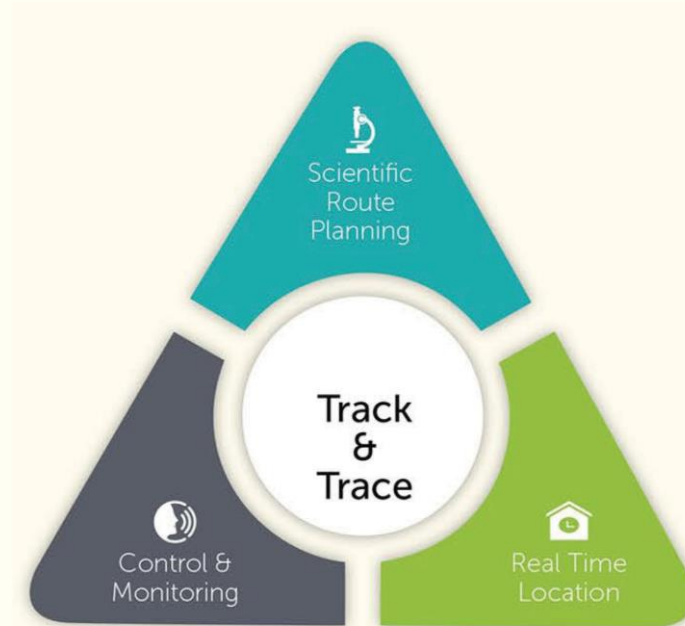 Scientific
Route
Planning
Track
&
Trace
Control &
Monitoring
Real Time
Location